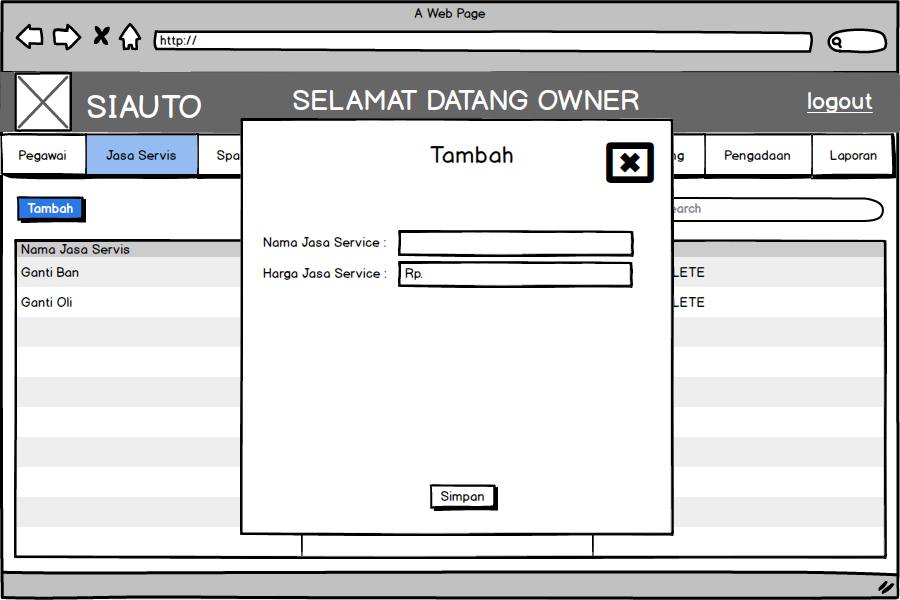 A Web Page
http://
SIAUTO
SELAMAT DATANG OWNER
logout
Pegawai
Jasa Servis
Spa
ng
Pengadaan
Laporan
Tambah
Tambah
earch
Nama Jasa Servis
Nama Jasa Service :
Ganti Ban
Harga Jasa Service :
Rp.
LETE
Ganti Oli
LETE
Simpan